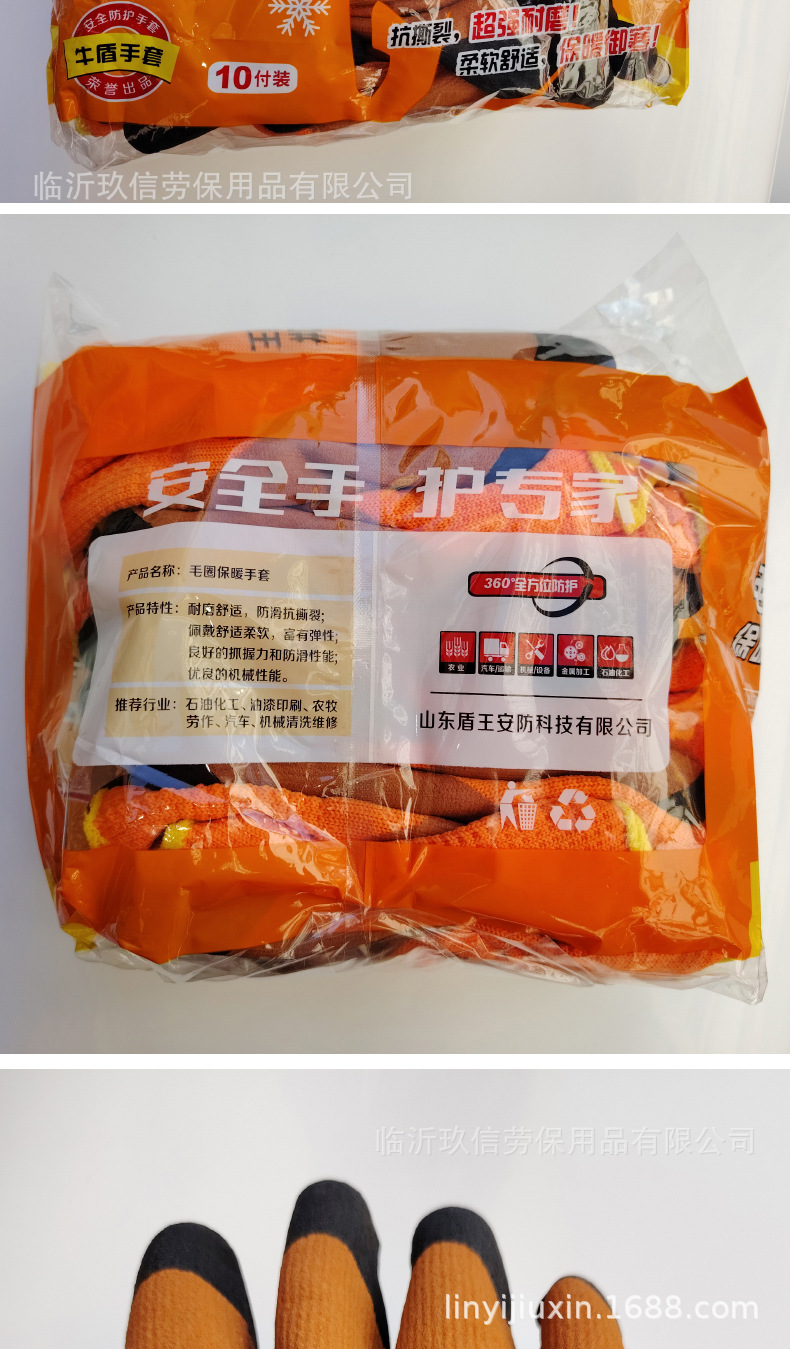 安全防护手套
牛盾手套
荣誉出品
10付装
抗撕裂，超强耐磨！
柔软舒适，保暖御寒！
临沂玖信劳保用品有限公司
安全手 护专家
产品名称：毛圈保暖手套
产品特性：耐磨舒适，防滑抗撕裂；
佩戴舒适柔软，富有弹性；
良好的抓握力和防滑性能；
优良的机械性能。
推荐行业：石油化工、油漆印刷、农牧
劳作、汽车、机械清洗维修
360°全方位防护
农业 汽车/运输 机械/设备 金属加工 石油化工
山东盾王安防科技有限公司
临沂玖信劳保用品有限公司
linyijiuxin.1688.com